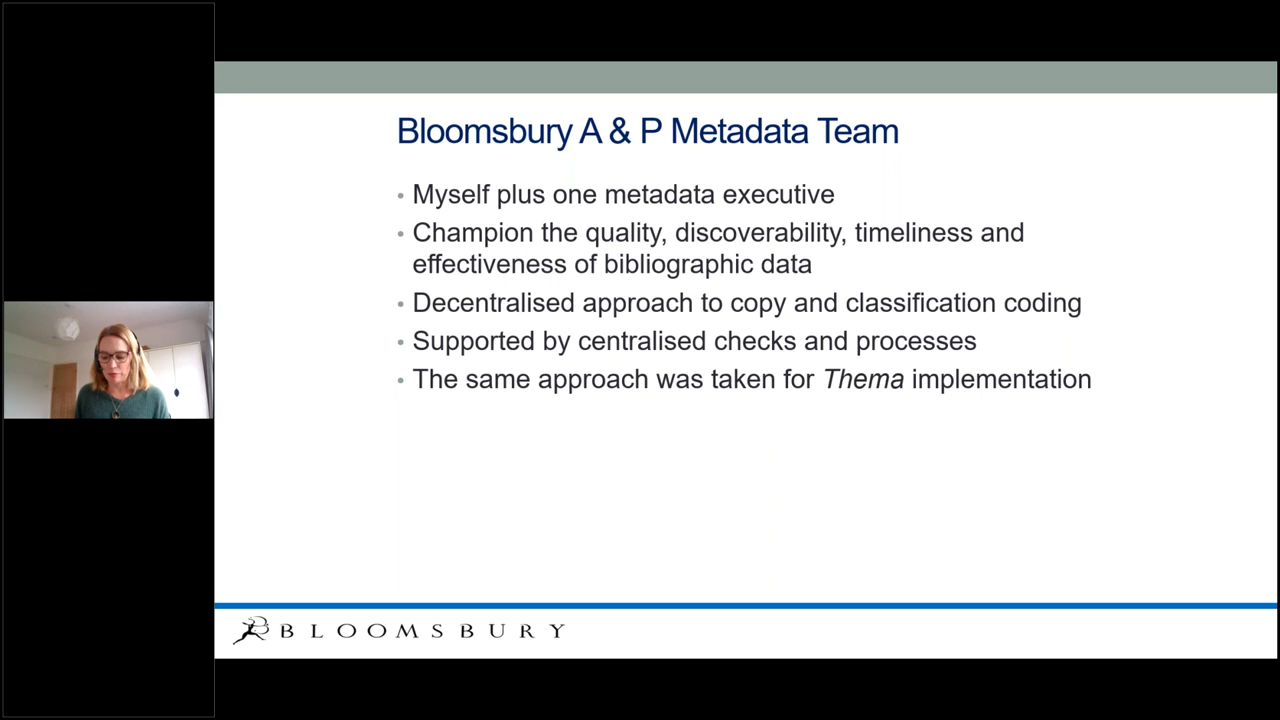 Bloomsbury A & P Metadata Team
• Myself plus one metadata executive
• Champion the quality, discoverability, timeliness and
effectiveness of bibliographic data
• Decentralised approach to copy and classification coding
• Supported by centralised checks and processes
• The same approach was taken for Thema implementation
BLOOMSBURY